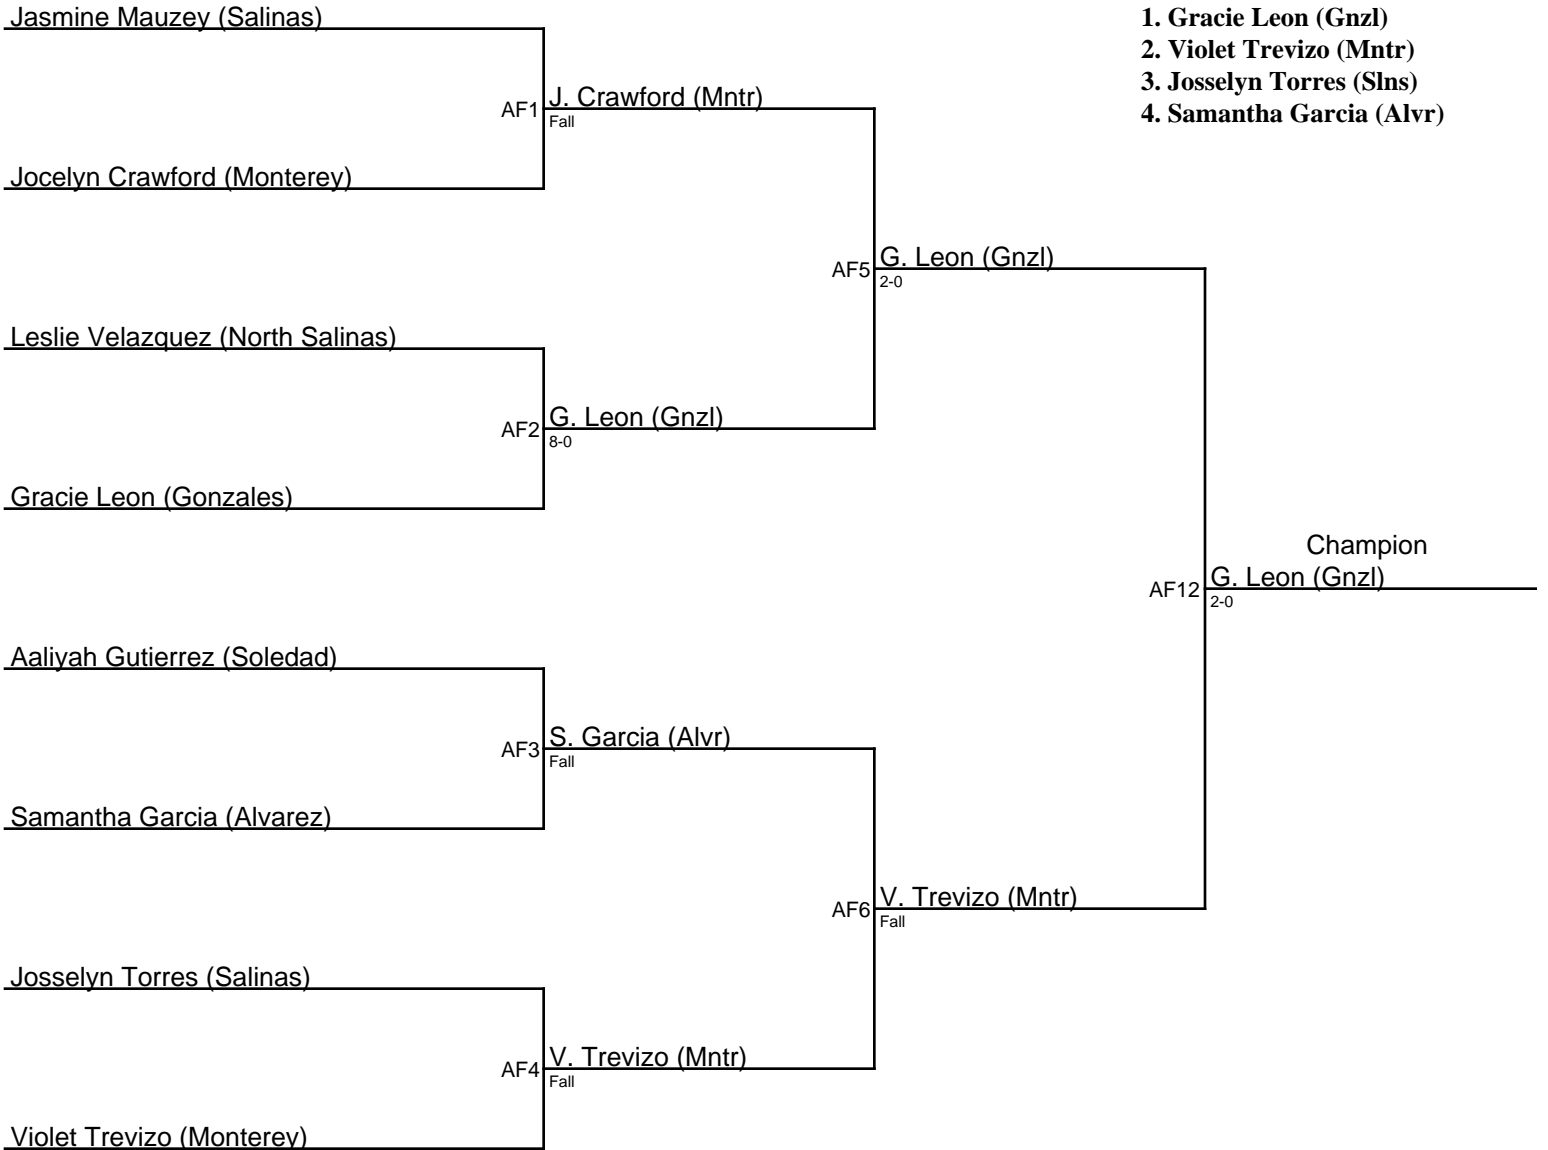 Jasmine Mauzey (Salinas)
1. Gracie Leon (Gnzl)
2. Violet Trevizo (Mntr)
3. Josselyn Torres (Slns)
4. Samantha Garcia (Alvr)
AF1
J. Crawford (Mntr)
Fall
Jocelyn Crawford (Monterey)
AF5
G. Leon (Gnzl)
2-0
Leslie Velazquez (North Salinas)
AF2
G. Leon (Gnzl)
8-0
Gracie Leon (Gonzales)
Champion
AF12
G. Leon (Gnzl)
2-0
Aaliyah Gutierrez (Soledad)
AF3
S. Garcia (Alvr)
Fall
Samantha Garcia (Alvarez)
AF6
V. Trevizo (Mntr)
Fall
Josselyn Torres (Salinas)
AF4
V. Trevizo (Mntr)
Fall
Violet Trevizo (Monterey)